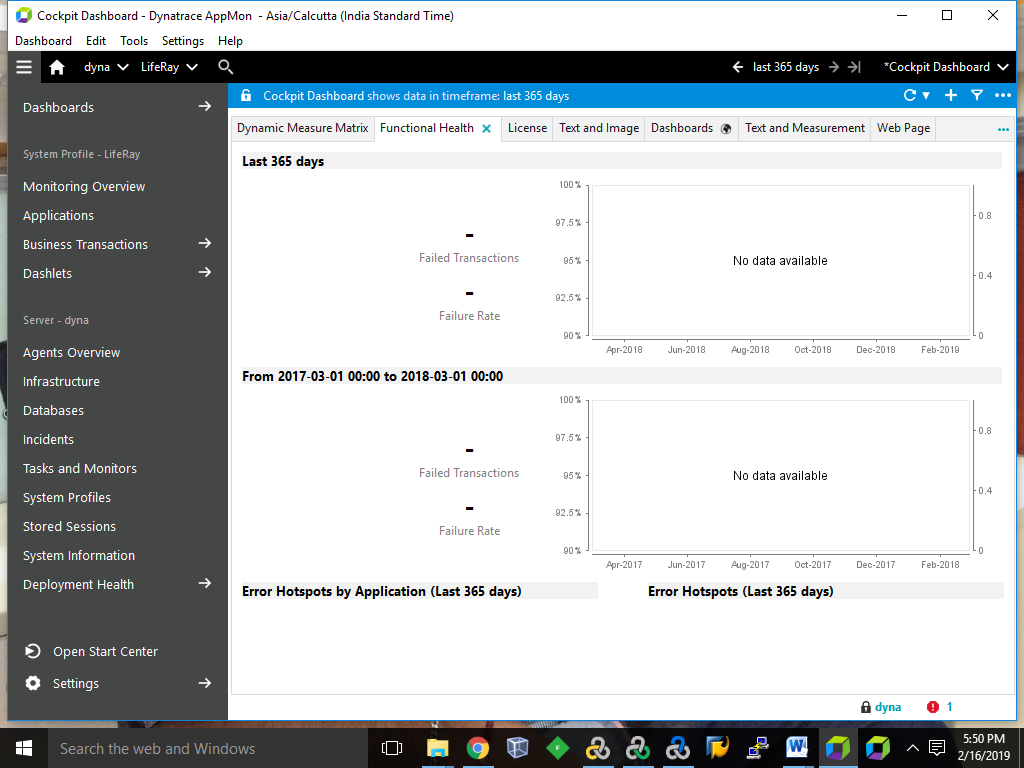 Cockpit Dashboard - Dynatrace AppMon - Asia/Calcutta (India Standard Time)
Dashboard Edit Tools Settings Help
dyna LifeRay last 365 days *Cockpit Dashboard
Dashboards
System Profile - LifeRay
Monitoring Overview
Applications
Business Transactions
Dashlets
Server - dyna
Agents Overview
Infrastructure
Databases
Incidents
Tasks and Monitors
System Profiles
Stored Sessions
System Information
Deployment Health
Open Start Center
Settings
Cockpit Dashboard shows data in timeframe: last 365 days
Dynamic Measure Matrix Functional Health License Text and Image Dashboards Text and Measurement Web Page
Last 365 days
-
Failed Transactions
-
Failure Rate
100%
97.5%
95%
92.5%
90%
No data available
0.8
0.4
0
Apr-2018 Jun-2018 Aug-2018 Oct-2018 Dec-2018 Feb-2019
From 2017-03-01 00:00 to 2018-03-01 00:00
-
Failed Transactions
-
Failure Rate
100%
97.5%
95%
92.5%
90%
No data available
0.8
0.4
0
Apr-2017 Jun-2017 Aug-2017 Oct-2017 Dec-2017 Feb-2018
Error Hotspots by Application (Last 365 days) Error Hotspots (Last 365 days)
dyna 1
Search the web and Windows
5:50 PM
2/16/2019